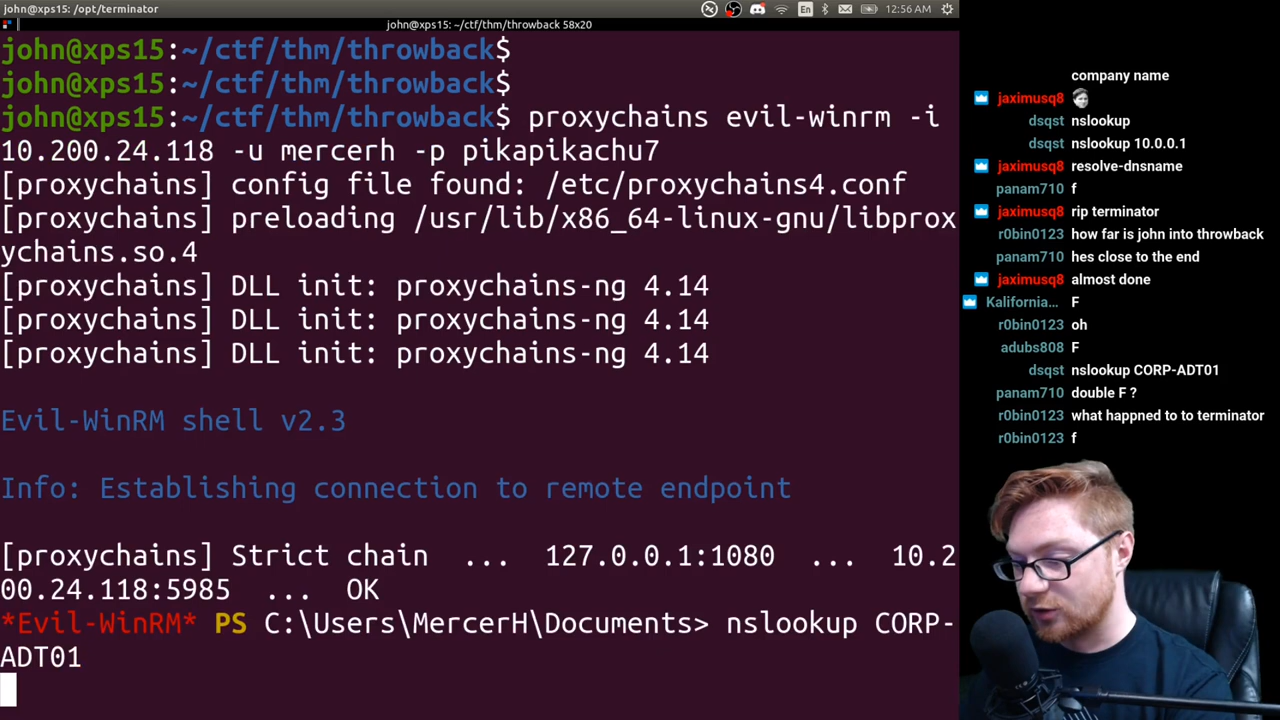 john@xps15: /opt/terminator
En
12:56 AM
john@xps15: ~/ctf/thm/throwback 58x20
john@xps15:~/ctf/thm/throwback$
john@xps15:~/ctf/thm/throwback$
john@xps15:~/ctf/thm/throwback$ proxychains evil-winrm -i
10.200.24.118 -u mercerh -p pikapikachu7
[proxychains] config file found: /etc/proxychains4.conf
[proxychains] preloading /usr/lib/x86_64-linux-gnu/libprox
ychains.so.4
[proxychains] DLL init: proxychains-ng 4.14
[proxychains] DLL init: proxychains-ng 4.14
[proxychains] DLL init: proxychains-ng 4.14
Evil-WinRM shell v2.3
Info: Establishing connection to remote endpoint
[proxychains] Strict chain  ...  127.0.0.1:1080  ...  10.2
00.24.118:5985  ...  OK
*Evil-WinRM* PS C:\Users\MercerH\Documents> nslookup CORP-
ADT01
company name
jaximusq8
dsqst nslookup
dsqst nslookup 10.0.0.1
jaximusq8 resolve-dnsname
panam710 f
jaximusq8 rip terminator
r0bin0123 how far is john into throwback
panam710 hes close to the end
jaximusq8 almost done
Kalifornia... F
r0bin0123 oh
adubs808 F
dsqst nslookup CORP-ADT01
panam710 double F ?
r0bin0123 what happned to to terminator
r0bin0123 f